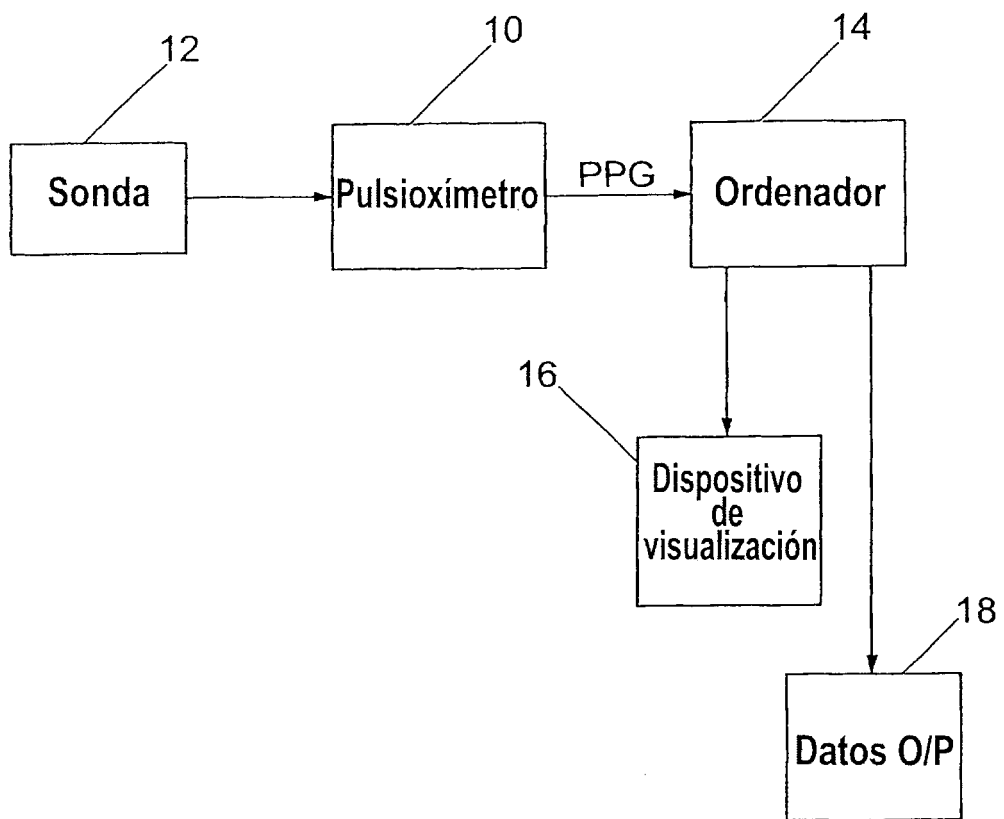 12
10
14
Sonda
Pulsioxímetro
PPG
Ordenador
16
Dispositivo
de
visualización
18
Datos O/P